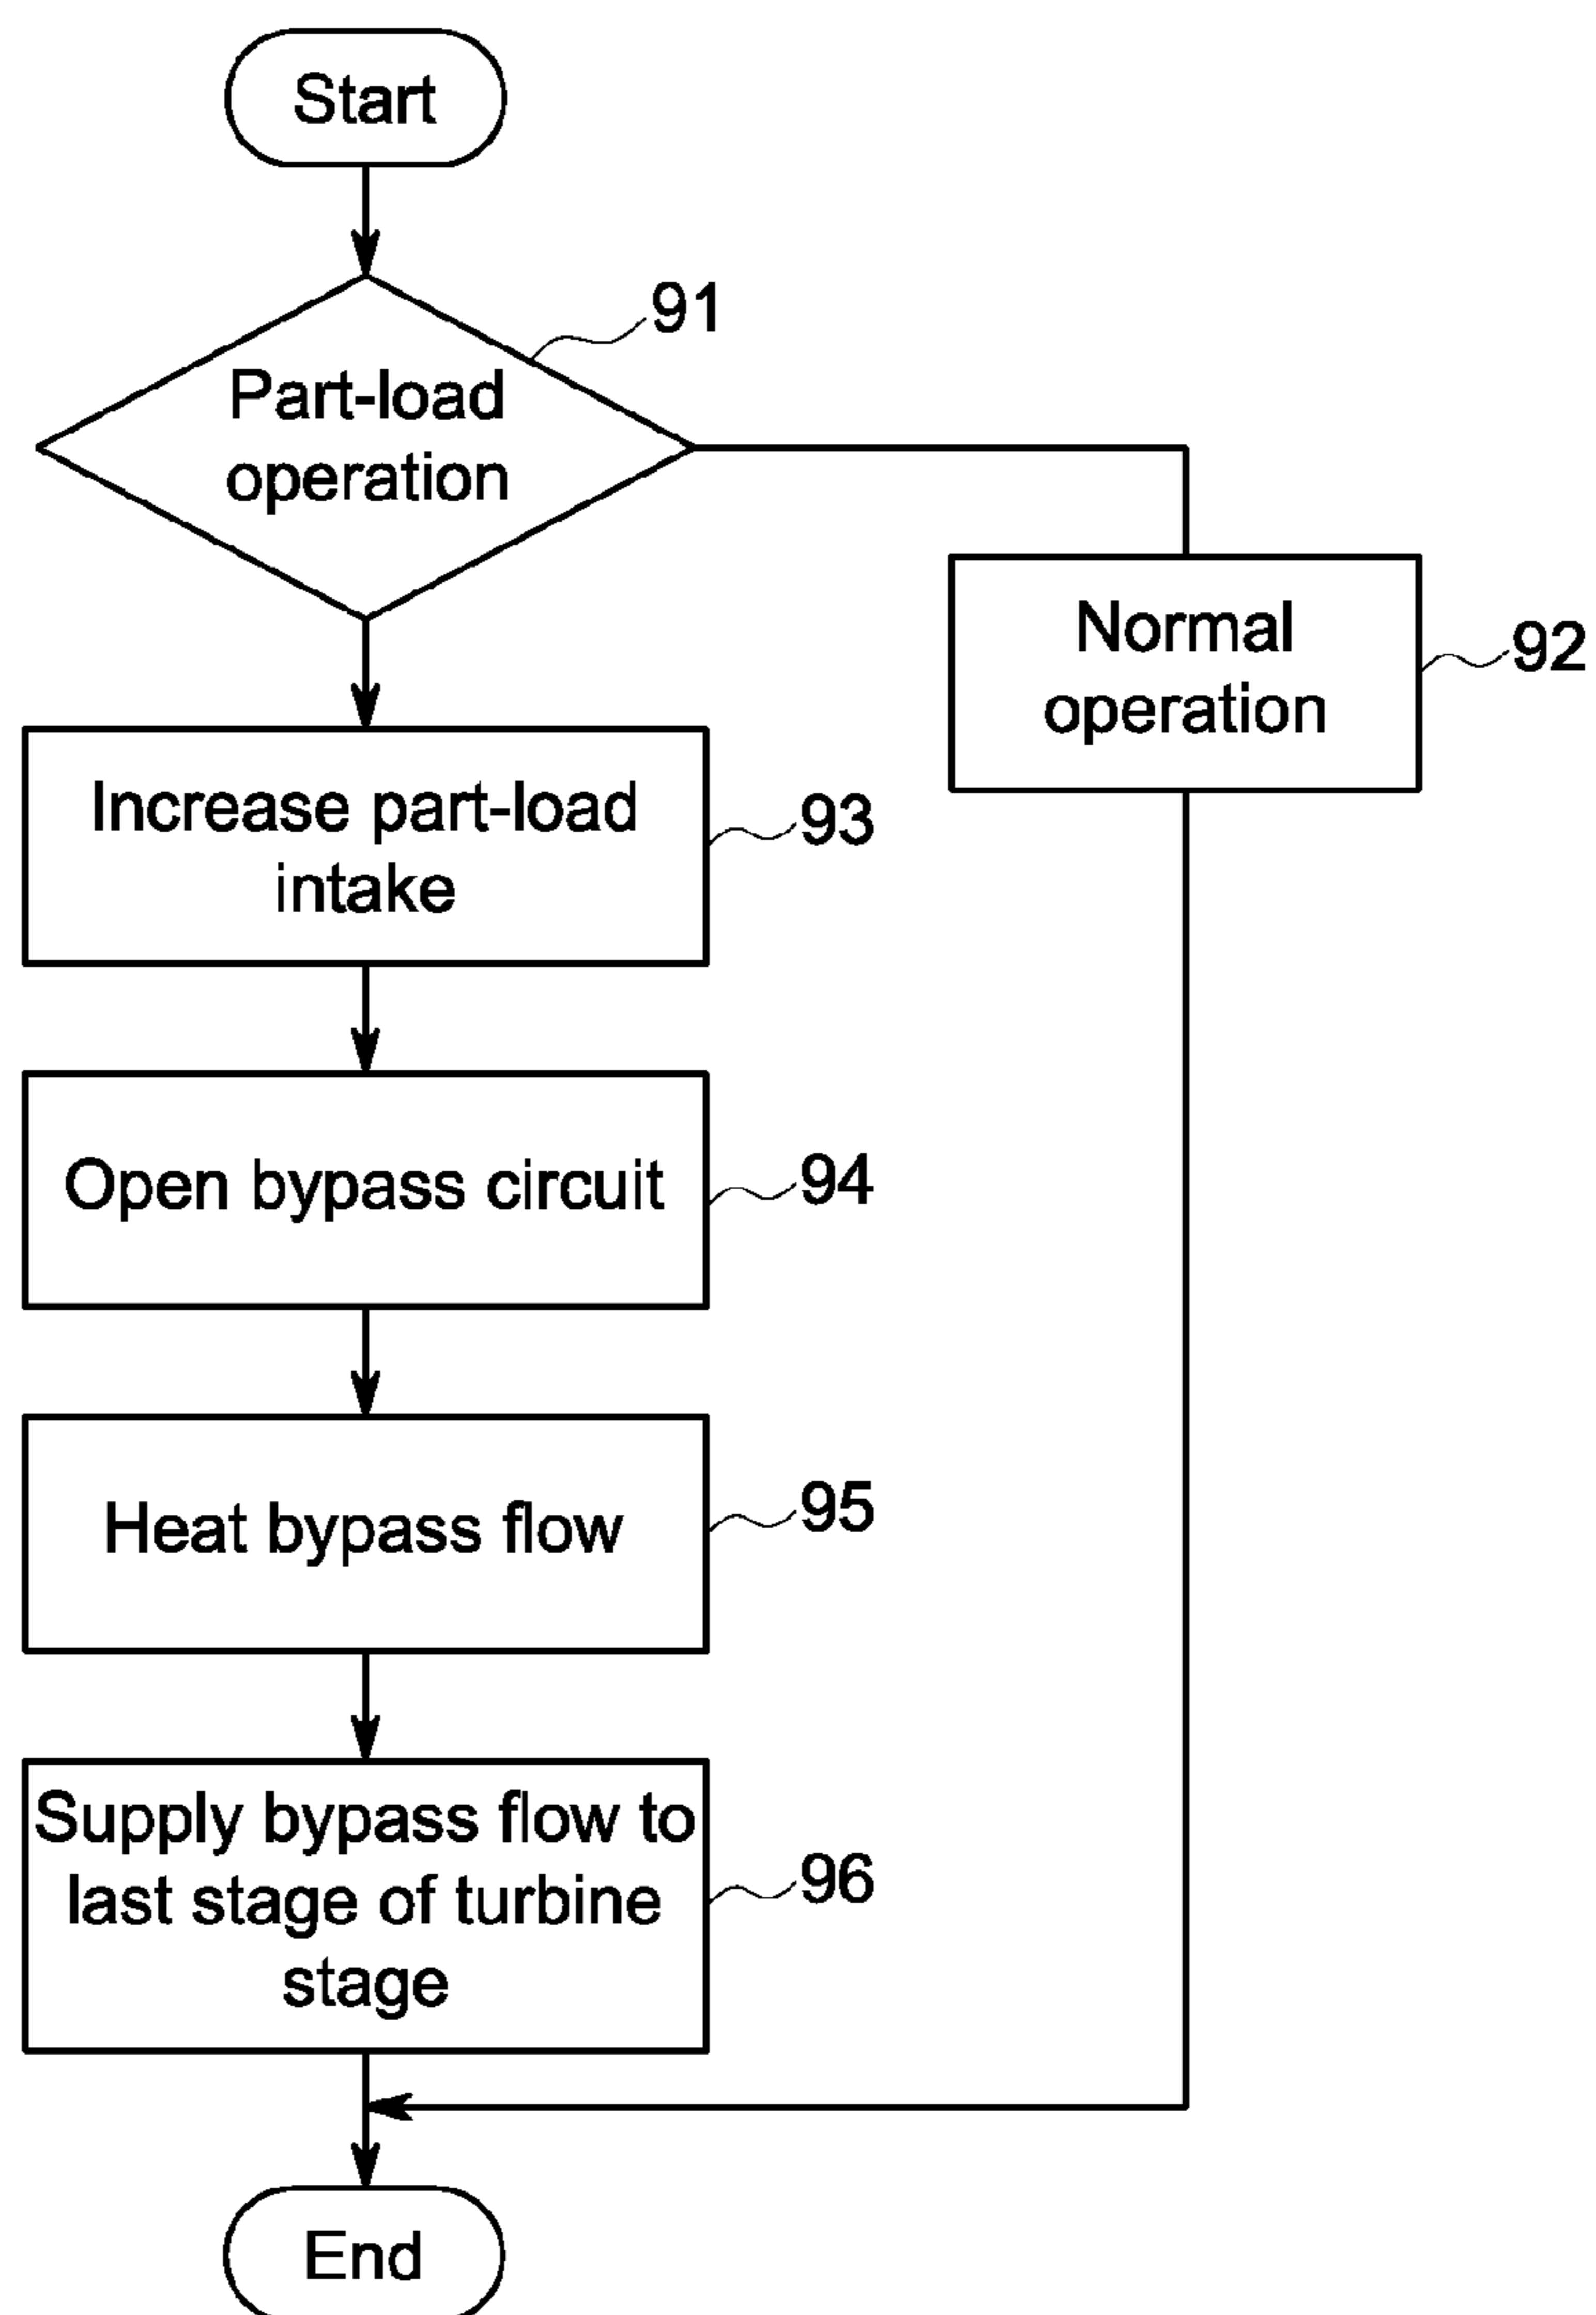 Start
91
Part-load
operation
Normal
operation
92
Increase part-load
intake
93
Open bypass circuit
94
Heat bypass flow
95
Supply bypass flow to
last stage of turbine
stage
96
End